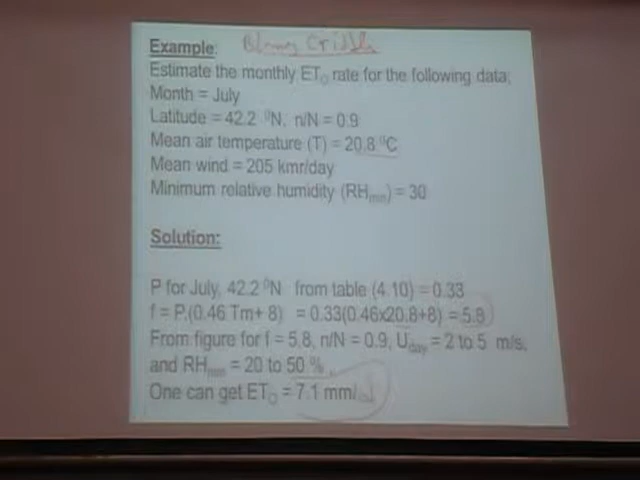 Example: Blaney Criddle
Estimate the monthly ETO rate for the following data;
Month = July
Latitude = 42.2 ⁰N, n/N = 0.9
Mean air temperature (T) = 20.8 ⁰C
Mean wind = 205 kmr/day
Minimum relative humidity (RHmin) = 30
Solution:
P for July, 42.2 ⁰N from table (4.10) = 0.33
f = P.(0.46 Tm+ 8) = 0.33(0.46x20.8+8) = 5.8
From figure for f = 5.8, n/N = 0.9, Uday = 2 to 5 m/s,
and RHmin = 20 to 50 %,
One can get ETO = 7.1 mm/d